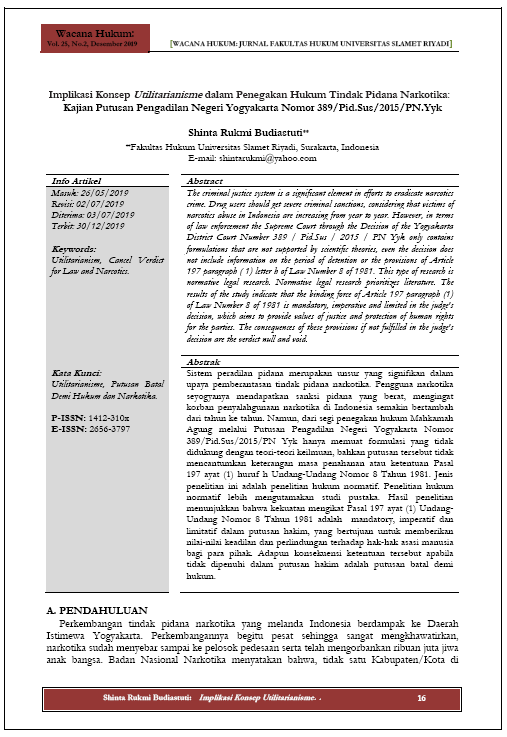 Wacana Hukum:
Vol. 25, No.2, Desember 2019
[WACANA HUKUM: JURNAL FAKULTAS HUKUM UNIVERSITAS SLAMET RIYADI]
Implikasi Konsep Utilitarianisme dalam Penegakan Hukum Tindak Pidana Narkotika:
Kajian Putusan Pengadilan Negeri Yogyakarta Nomor 389/Pid.Sus/2015/PN.Yyk
Shinta Rukmi Budiastuti**
**Fakultas Hukum Universitas Slamet Riyadi, Surakarta, Indonesia
E-mail: shintarukmi@yahoo.com
Info Artikel
Masuk: 26/05/2019
Revisi: 02/07/2019
Diterima: 03/07/2019
Terbit: 30/12/2019
Keywords:
Utilitarianism, Cancel Verdict
for Law and Narcotics.
Abstract
The criminal justice system is a significant element in efforts to eradicate narcotics
crime. Drug users should get severe criminal sanctions, considering that victims of
narcotics abuse in Indonesia are increasing from year to year. However, in terms
of law enforcement the Supreme Court through the Decision of the Yogyakarta
District Court Number 389 / Pid.Sus / 2015 / PN Yyk only contains
formulations that are not supported by scientific theories, even the decision does
not include information on the period of detention or the provisions of Article
197 paragraph ( 1) letter h of Law Number 8 of 1981. This type of research is
normative legal research. Normative legal research prioritizes literature. The
results of the study indicate that the binding force of Article 197 paragraph (1)
of Law Number 8 of 1981 is mandatory, imperative and limited in the judge's
decision, which aims to provide values of justice and protection of human rights
for the parties. The consequences of these provisions if not fulfilled in the judge's
decision are the verdict null and void.
Kata Kunci:
Utilitarianisme, Putusan Batal
Demi Hukum dan Narkotika.
P-ISSN: 1412-310x
E-ISSN: 2656-3797
Abstrak
Sistem peradilan pidana merupakan unsur yang signifikan dalam
upaya pemberantasan tindak pidana narkotika. Pengguna narkotika
seyogyanya mendapatkan sanksi pidana yang berat, mengingat
korban penyalahgunaan narkotika di Indonesia semakin bertambah
dari tahun ke tahun. Namun, dari segi penegakan hukum Mahkamah
Agung melalui Putusan Pengadilan Negeri Yogyakarta Nomor
389/Pid.Sus/2015/PN Yyk hanya memuat formulasi yang tidak
didukung dengan teori-teori keilmuan, bahkan putusan tersebut tidak
mencantumkan keterangan masa penahanan atau ketentuan Pasal
197 ayat (1) huruf h Undang-Undang Nomor 8 Tahun 1981. Jenis
penelitian ini adalah penelitian hukum normatif. Penelitian hukum
normatif lebih mengutamakan studi pustaka. Hasil penelitian
menunjukkan bahwa kekuatan mengikat Pasal 197 ayat (1) Undang-
Undang Nomor 8 Tahun 1981 adalah mandatory, imperatif dan
limitatif dalam putusan hakim, yang bertujuan untuk memberikan
nilai-nilai keadilan dan perlindungan terhadap hak-hak asasi manusia
bagi para pihak. Adapun konsekuensi ketentuan tersebut apabila
tidak dipenuhi dalam putusan hakim adalah putusan batal demi
hukum.
A. PENDAHULUAN
Perkembangan tindak pidana narkotika yang melanda Indonesia berdampak ke Daerah
Istimewa Yogyakarta. Perkembangannya begitu pesat sehingga sangat mengkhawatirkan,
narkotika sudah menyebar sampai ke pelosok pedesaan serta telah mengorbankan ribuan juta jiwa
anak bangsa. Badan Nasional Narkotika menyatakan bahwa, tidak satu Kabupaten/Kota di
Shinta Rukmi Budiastuti: Implikasi Konsep Utilitarianisme. .
16